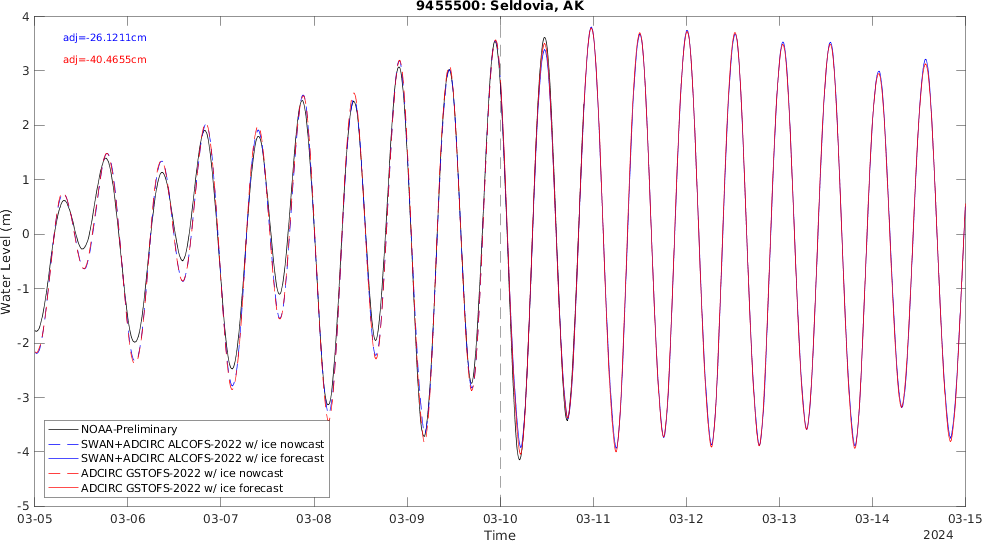 9455500: Seldovia, AK
adj=-26.1211cm
adj=-40.4655cm
Water Level (m)
4
3
2
1
0
-1
-2
-3
-4
-5
NOAA-Preliminary
SWAN+ADCIRC ALCOFS-2022 w/ ice nowcast
SWAN+ADCIRC ALCOFS-2022 w/ ice forecast
ADCIRC GSTOFS-2022 w/ ice nowcast
ADCIRC GSTOFS-2022 w/ ice forecast
03-05 03-06 03-07 03-08 03-09 03-10 03-11 03-12 03-13 03-14 03-15
Time
2024